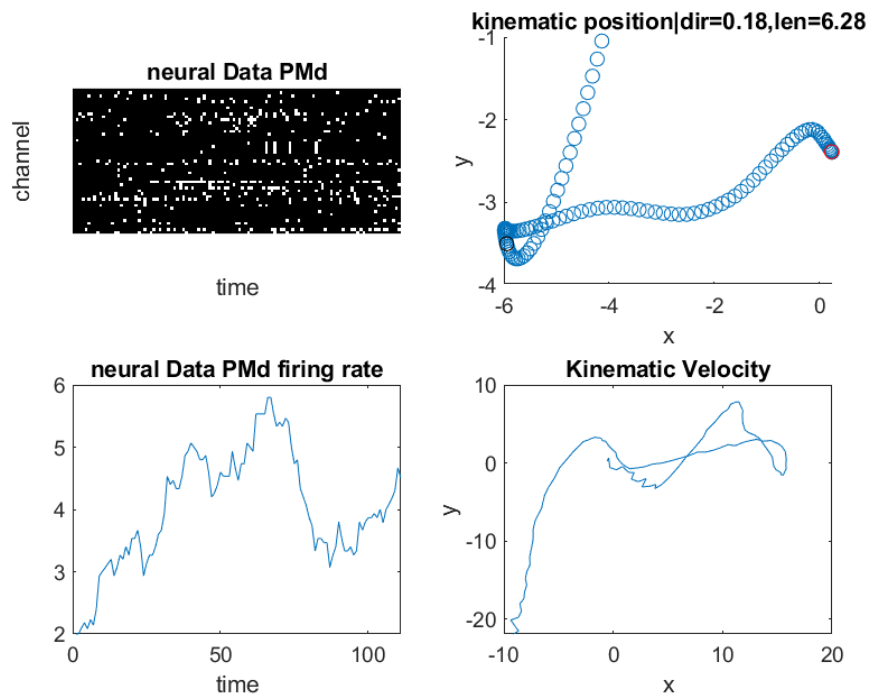 neural Data PMd
channel
time
kinematic position|dir=0.18,len=6.28
-1
-2
-3
-4
y
-6
-4
-2
0
x
neural Data PMd firing rate
6
5
4
3
2
0
50
100
time
Kinematic Velocity
10
0
-10
-20
y
-10
0
10
20
x